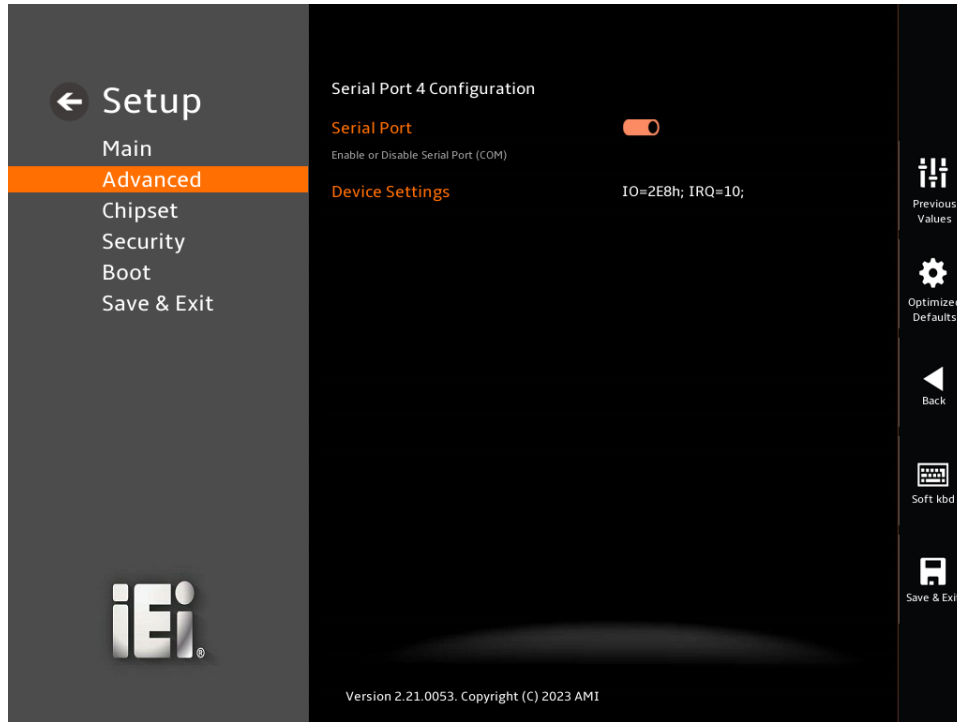 Setup
Main
Advanced
Chipset
Security
Boot
Save & Exit
iEi®
Serial Port 4 Configuration
Serial Port
Enable or Disable Serial Port (COM)
Device Settings IO=2E8h; IRQ=10;
Version 2.21.0053. Copyright (C) 2023 AMI
Previous
Values
Optimized
Defaults
Back
Soft kbd
Save & Exi